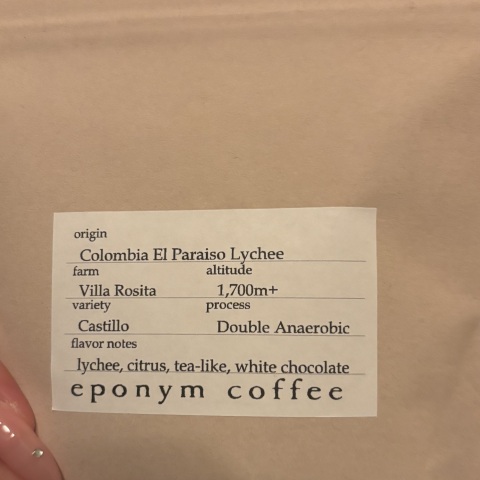 origin
Colombia El Paraiso Lychee
farm altitude
Villa Rosita 1,700m+
variety process
Castillo Double Anaerobic
flavor notes
lychee, citrus, tea-like, white chocolate
eponym coffee